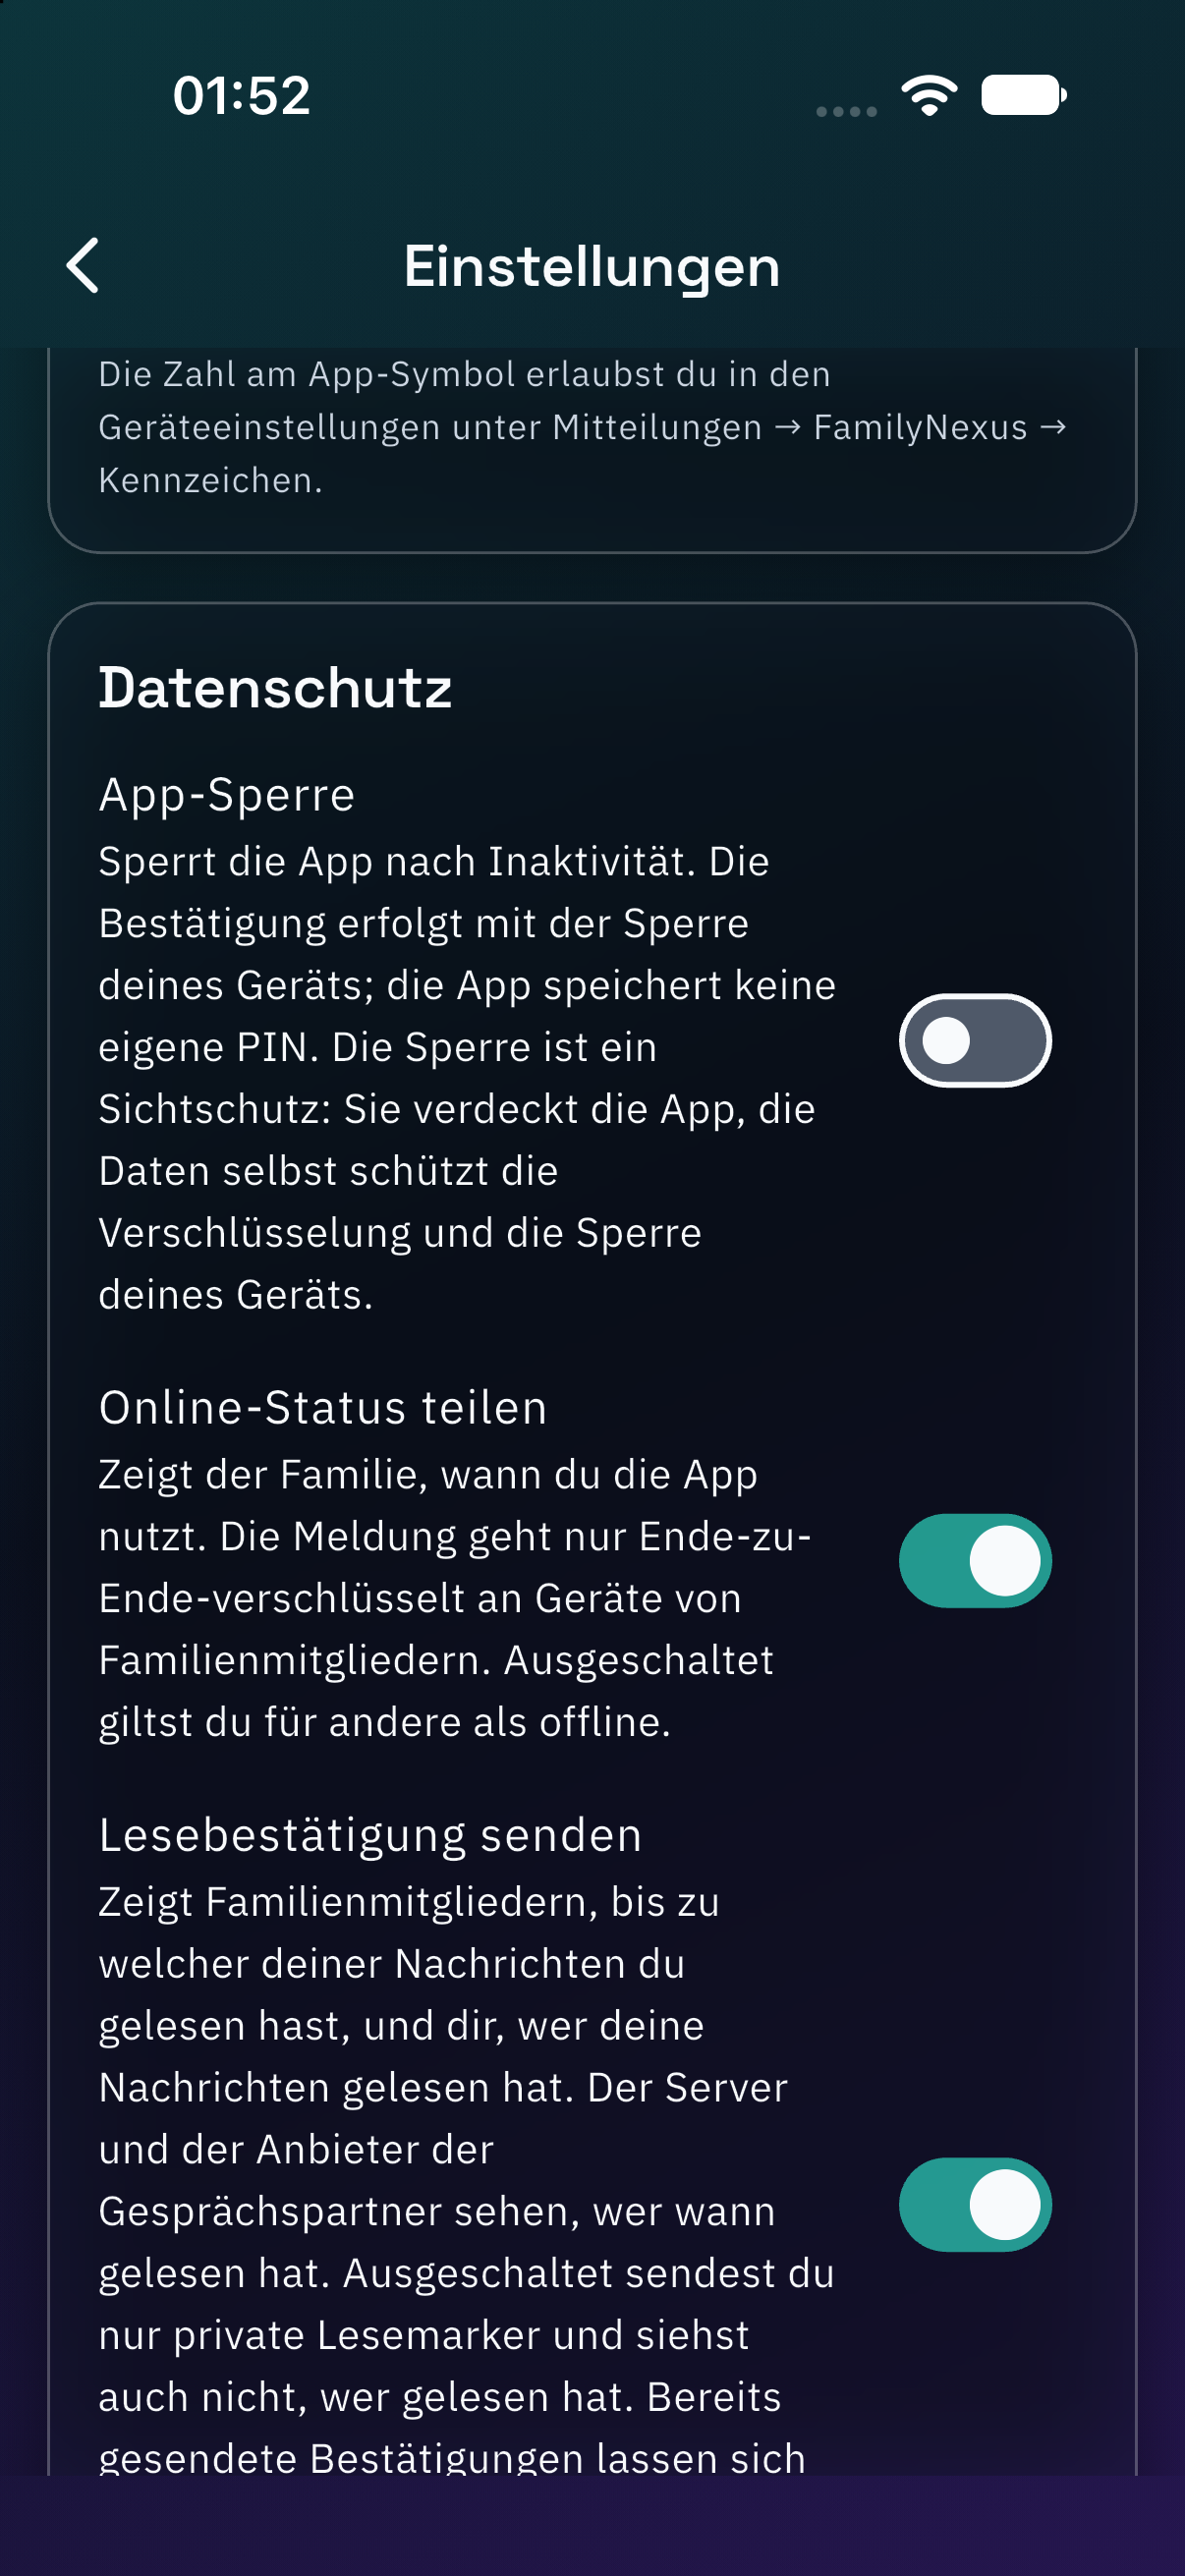 01:52
Einstellungen
Die Zahl am App-Symbol erlaubst du in den
Geräteeinstellungen unter Mitteilungen → FamilyNexus →
Kennzeichen.
Datenschutz
App-Sperre
Sperrt die App nach Inaktivität. Die
Bestätigung erfolgt mit der Sperre
deines Geräts; die App speichert keine
eigene PIN. Die Sperre ist ein
Sichtschutz: Sie verdeckt die App, die
Daten selbst schützt die
Verschlüsselung und die Sperre
deines Geräts.
Online-Status teilen
Zeigt der Familie, wann du die App
nutzt. Die Meldung geht nur Ende-zu-
Ende-verschlüsselt an Geräte von
Familienmitgliedern. Ausgeschaltet
giltst du für andere als offline.
Lesebestätigung senden
Zeigt Familienmitgliedern, bis zu
welcher deiner Nachrichten du
gelesen hast, und dir, wer deine
Nachrichten gelesen hat. Der Server
und der Anbieter der
Gesprächspartner sehen, wer wann
gelesen hat. Ausgeschaltet sendest du
nur private Lesemarker und siehst
auch nicht, wer gelesen hat. Bereits
gesendete Bestätigungen lassen sich